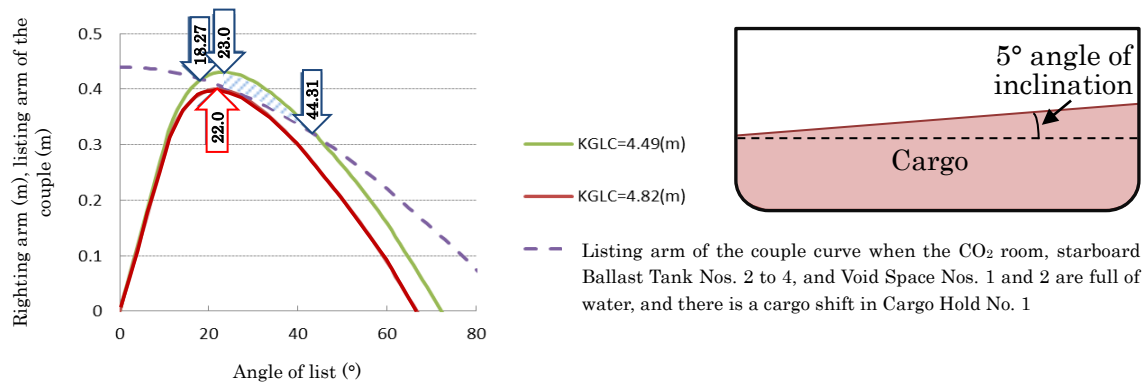 Righting arm (m), listing arm of the
couple (m)
0.5
0.4
0.3
0.2
0.1
0
0 20 40 60 80
Angle of list (°)
18.27
23.0
44.31
22.0
KGLC=4.49(m)
KGLC=4.82(m)
Listing arm of the couple curve when the CO₂ room, starboard
Ballast Tank Nos. 2 to 4, and Void Space Nos. 1 and 2 are full of
water, and there is a cargo shift in Cargo Hold No. 1
5° angle of
inclination
Cargo